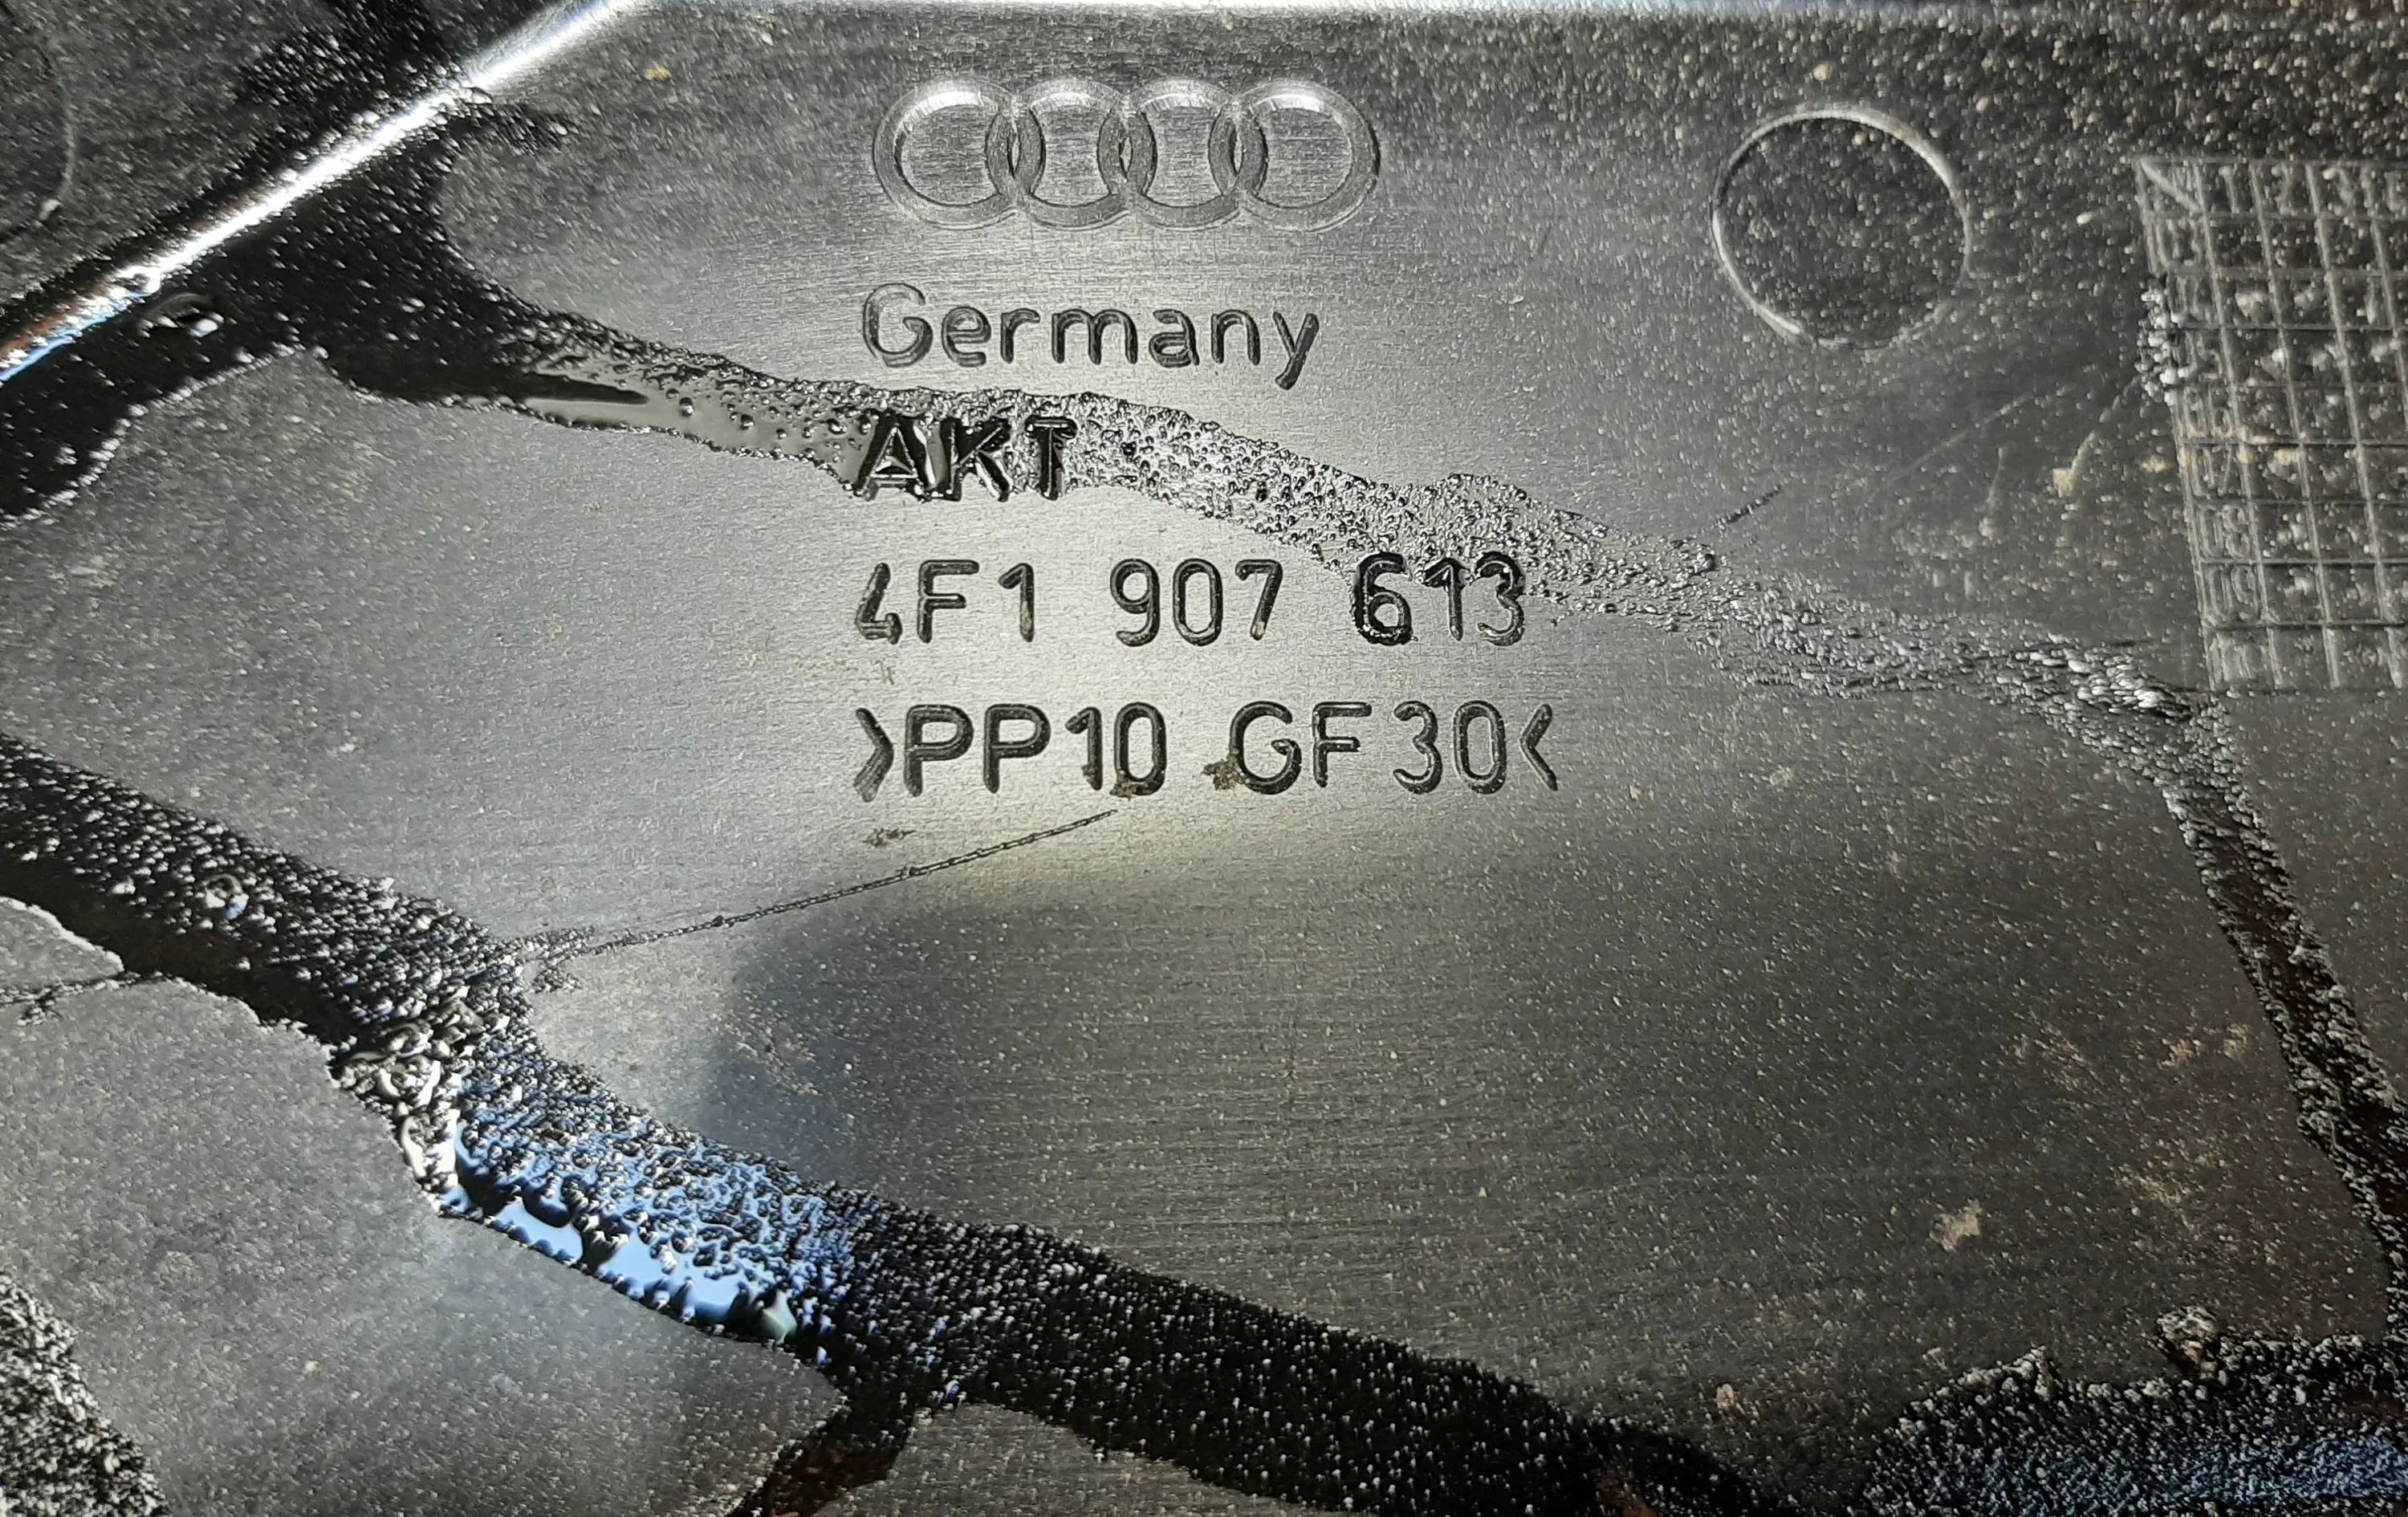 Germany
AKT
4F1 907 613
>PP10 GF30<